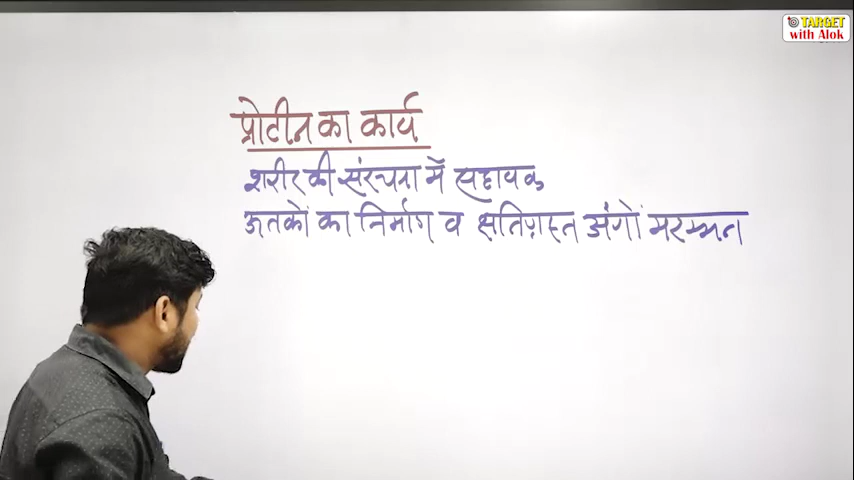 TARGET
with Alok
प्रोटीन का कार्य
शरीर की संरचना में सहायक
ऊतकों का निर्माण व क्षतिग्रस्त अंगों मरम्मत